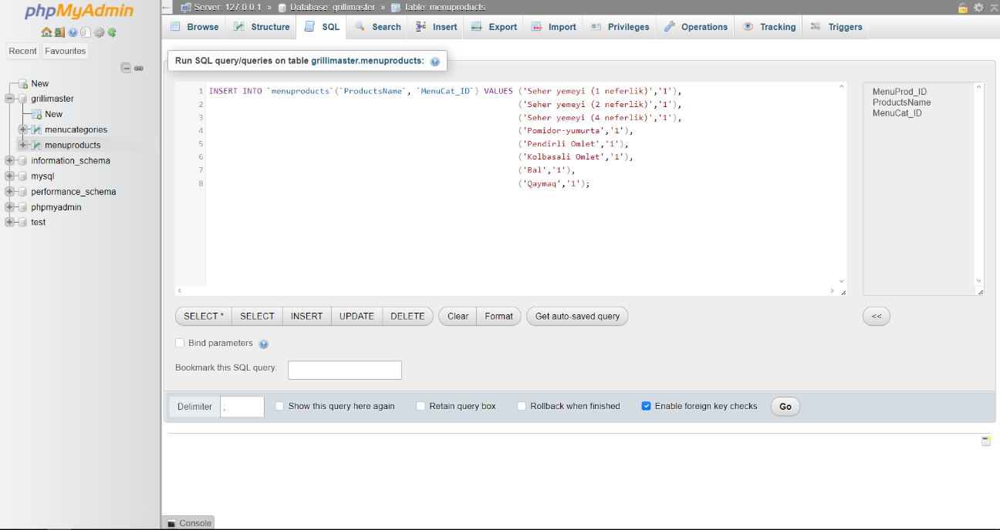 phpMyAdmin
Recent Favourites
New
grillimaster
New
menucategories
menuproducts
information_schema
mysql
performance_schema
phpmyadmin
test
Server: 127.0.0.1 » Database: grillimaster » Table: menuproducts
Browse Structure SQL Search Insert Export Import Privileges Operations Tracking Triggers
Run SQL query/queries on table grillimaster.menuproducts:
1 INSERT INTO `menuproducts`(`ProductsName`, `MenuCat_ID`) VALUES ('Seher yemeyi (1 neferlik)','1'),
2 ('Seher yemeyi (2 neferlik)','1'),
3 ('Seher yemeyi (4 neferlik)','1'),
4 ('Pomidor-yumurta','1'),
5 ('Pendirli Omlet','1'),
6 ('Kolbasali Omlet','1'),
7 ('Bal','1'),
8 ('Qaymaq','1');
MenuProd_ID
ProductsName
MenuCat_ID
SELECT * SELECT INSERT UPDATE DELETE Clear Format Get auto-saved query <<
Bind parameters
Bookmark this SQL query:
Delimiter ; Show this query here again Retain query box Rollback when finished Enable foreign key checks Go
Console